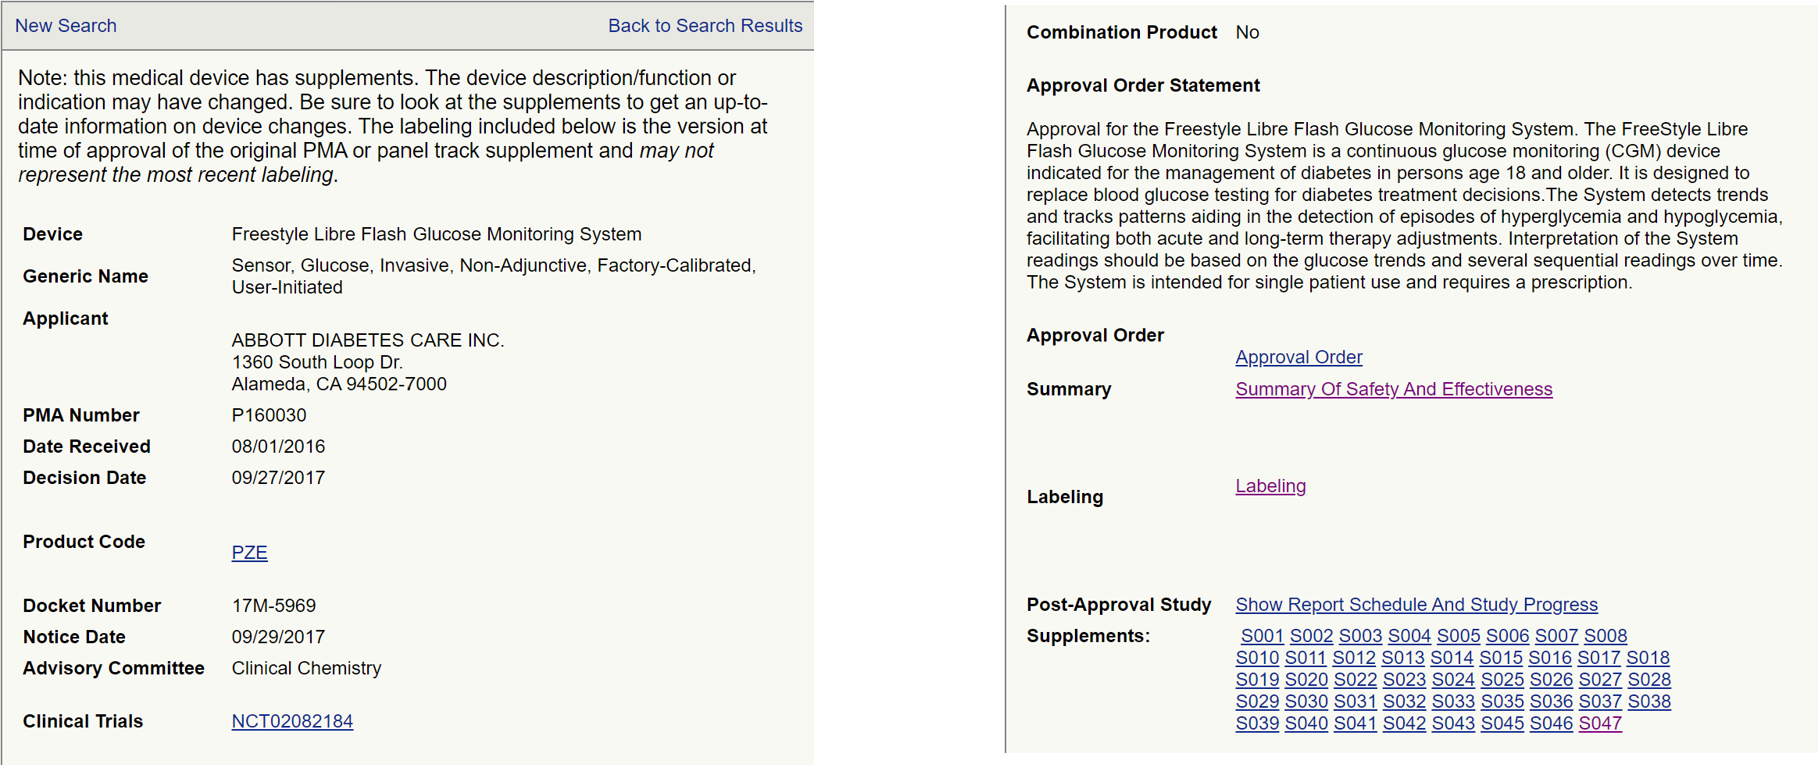 New Search
Back to Search Results
Note: this medical device has supplements. The device description/function or
indication may have changed. Be sure to look at the supplements to get an up-to-
date information on device changes. The labeling included below is the version at
time of approval of the original PMA or panel track supplement and may not
represent the most recent labeling.
Device Freestyle Libre Flash Glucose Monitoring System
Generic Name Sensor, Glucose, Invasive, Non-Adjunctive, Factory-Calibrated,
User-Initiated
Applicant
ABBOTT DIABETES CARE INC.
1360 South Loop Dr.
Alameda, CA 94502-7000
PMA Number P160030
Date Received 08/01/2016
Decision Date 09/27/2017
Product Code
PZE
Docket Number 17M-5969
Notice Date 09/29/2017
Advisory Committee Clinical Chemistry
Clinical Trials NCT02082184
Combination Product No
Approval Order Statement
Approval for the Freestyle Libre Flash Glucose Monitoring System. The FreeStyle Libre
Flash Glucose Monitoring System is a continuous glucose monitoring (CGM) device
indicated for the management of diabetes in persons age 18 and older. It is designed to
replace blood glucose testing for diabetes treatment decisions.The System detects trends
and tracks patterns aiding in the detection of episodes of hyperglycemia and hypoglycemia,
facilitating both acute and long-term therapy adjustments. Interpretation of the System
readings should be based on the glucose trends and several sequential readings over time.
The System is intended for single patient use and requires a prescription.
Approval Order
Approval Order
Summary Summary Of Safety And Effectiveness
Labeling
Labeling
Post-Approval Study Show Report Schedule And Study Progress
Supplements: S001 S002 S003 S004 S005 S006 S007 S008
S010 S011 S012 S013 S014 S015 S016 S017 S018
S019 S020 S022 S023 S024 S025 S026 S027 S028
S029 S030 S031 S032 S033 S035 S036 S037 S038
S039 S040 S041 S042 S043 S045 S046 S047